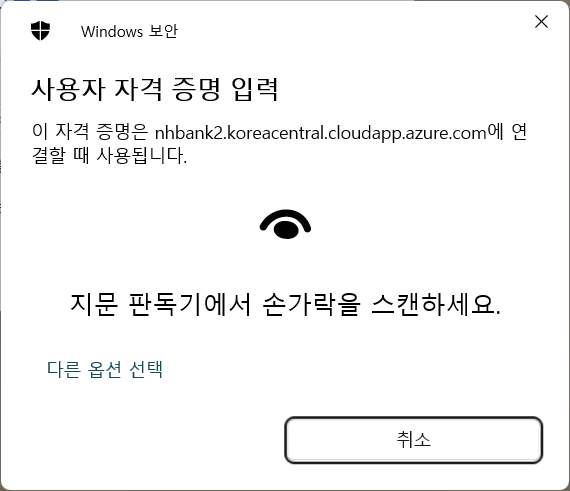 Windows 보안
사용자 자격 증명 입력
이 자격 증명은 nhbank2.koreacentral.cloudapp.azure.com에 연
결할 때 사용됩니다.
지문 판독기에서 손가락을 스캔하세요.
다른 옵션 선택
취소